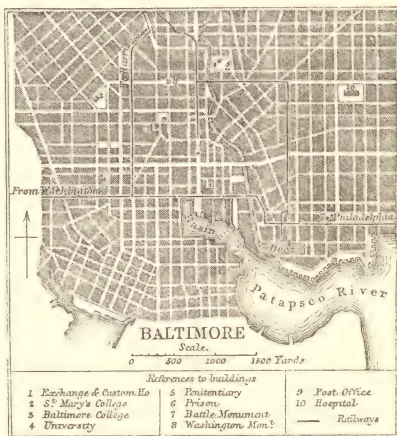 From Washington
To Philadelphia
Basin
Patapsco River
BALTIMORE
Scale.
0 500 1000 1500 Yards
References to buildings
1 Exchange & Custom Ho
2 St. Mary's College
3 Baltimore College
4 University
5 Penitentiary
6 Prison
7 Battle Monument
8 Washington Mont.
9 Post Office
10 Hospital
Railways